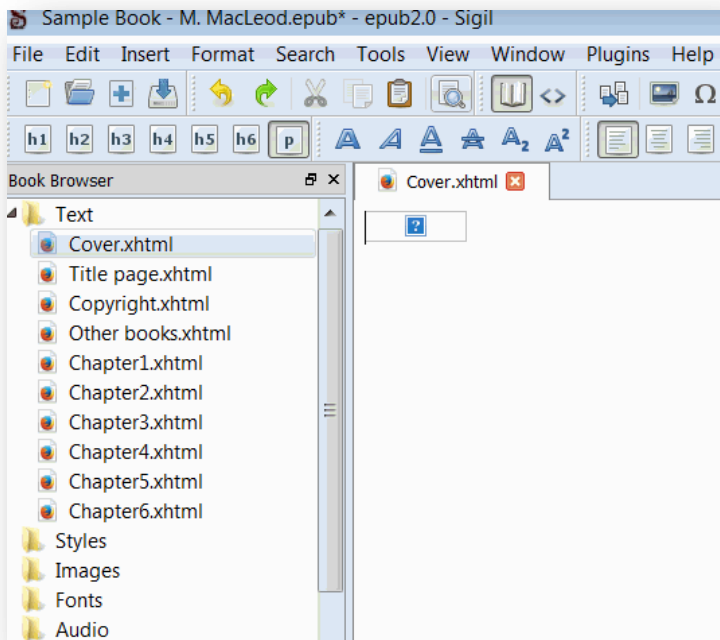 Sample Book - M. MacLeod.epub* - epub2.0 - Sigil
File Edit Insert Format Search Tools View Window Plugins Help
<> Ω
h1 h2 h3 h4 h5 h6 p A A A A A2 A²
Book Browser
Cover.xhtml
Text
?
Cover.xhtml
Title page.xhtml
Copyright.xhtml
Other books.xhtml
Chapter1.xhtml
Chapter2.xhtml
Chapter3.xhtml
Chapter4.xhtml
Chapter5.xhtml
Chapter6.xhtml
Styles
Images
Fonts
Audio